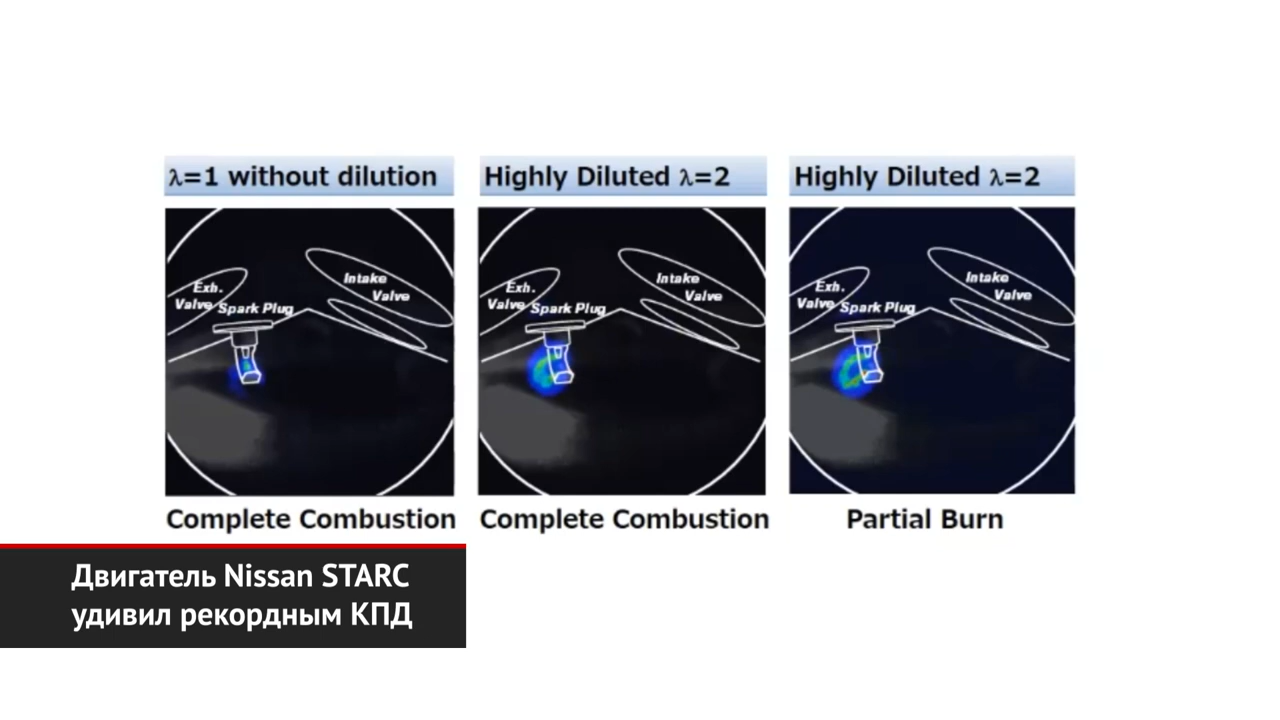 λ=1 without dilution
Highly Diluted λ=2
Highly Diluted λ=2
Exh.
Valve
Spark Plug
Intake
Valve
Exh.
Valve
Spark Plug
Intake
Valve
Exh.
Valve
Spark Plug
Intake
Valve
Complete Combustion
Complete Combustion
Partial Burn
Двигатель Nissan STARC
удивил рекордным КПД